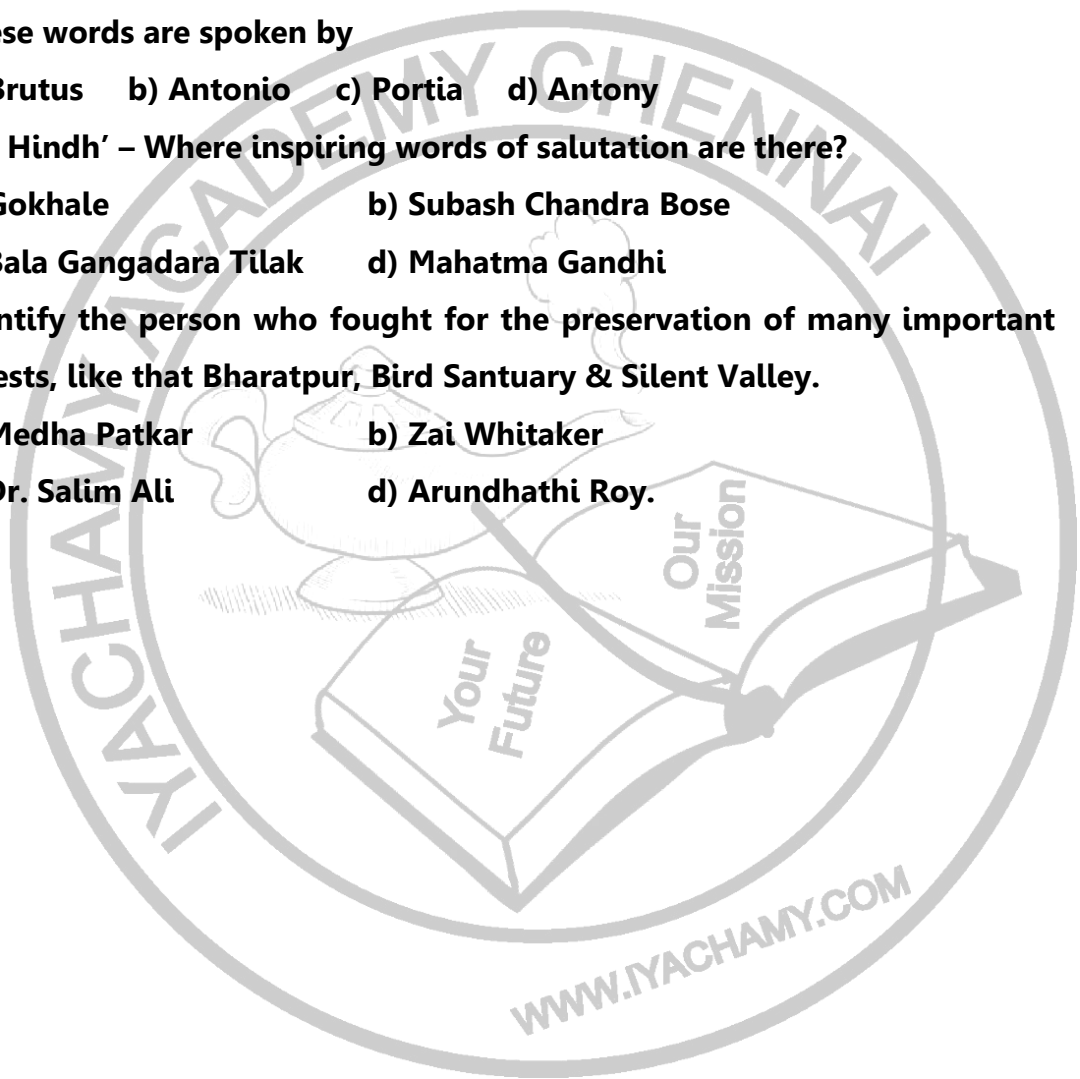 ese words are spoken by
Brutus b) Antonio c) Portia d) Antony
Hindh’ – Where inspiring words of salutation are there?
Gokhale b) Subash Chandra Bose
Bala Gangadara Tilak d) Mahatma Gandhi
ntify the person who fought for the preservation of many important
ests, like that Bharatpur, Bird Santuary & Silent Valley.
Medha Patkar b) Zai Whitaker
Dr. Salim Ali d) Arundhathi Roy.
IYACHAMY ACADEMY CHENNAI
Our
Mission
Your
Future
WWW.IYACHAMY.COM